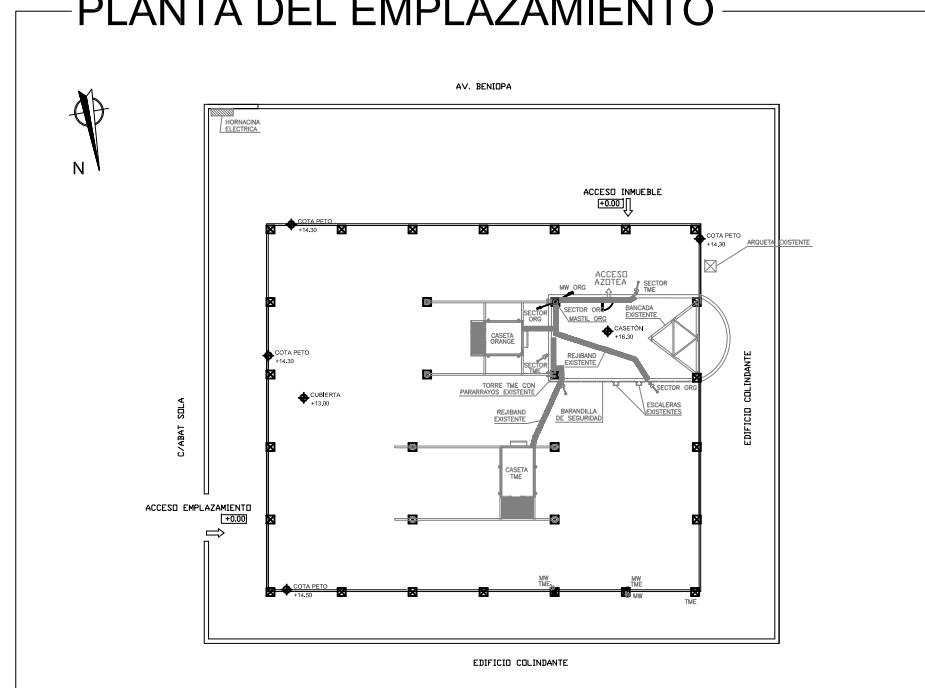 PLANTA DEL EMPLAZAMIENTO
AV. BENIOPA
HORNACINA
ELECTRICA
N
ACCESO INMUEBLE
+0.00
COTA PETO
+14.30
COTA PETO
+14.30
ARQUETA EXISTENTE
ACCESO
AZOTEA
SECTOR
TME
MW ORG
SECTOR ORG
MASTIL ORG
SECTOR
ORG
BANCADA
EXISTENTE
CASETÓN
+16.30
CASETA
ORANGE
COTA PETO
+14.30
REJIBAND
EXISTENTE
SECTOR
TME
SECTOR ORG
TORRE TME CON
PARARRAYOS EXISTENTE
CUBIERTA
+13,00
ESCALERAS
EXISTENTES
REJIBAND
EXISTENTE
BARANDILLA
DE SEGURIDAD
EDIFICIO COLINDANTE
C/ABAT SOLA
CASETA
TME
ACCESO EMPLAZAMIENTO
+0.00
COTA PETO
+14.50
MW
TME
MW
TME
MW
TME
EDIFICIO COLINDANTE